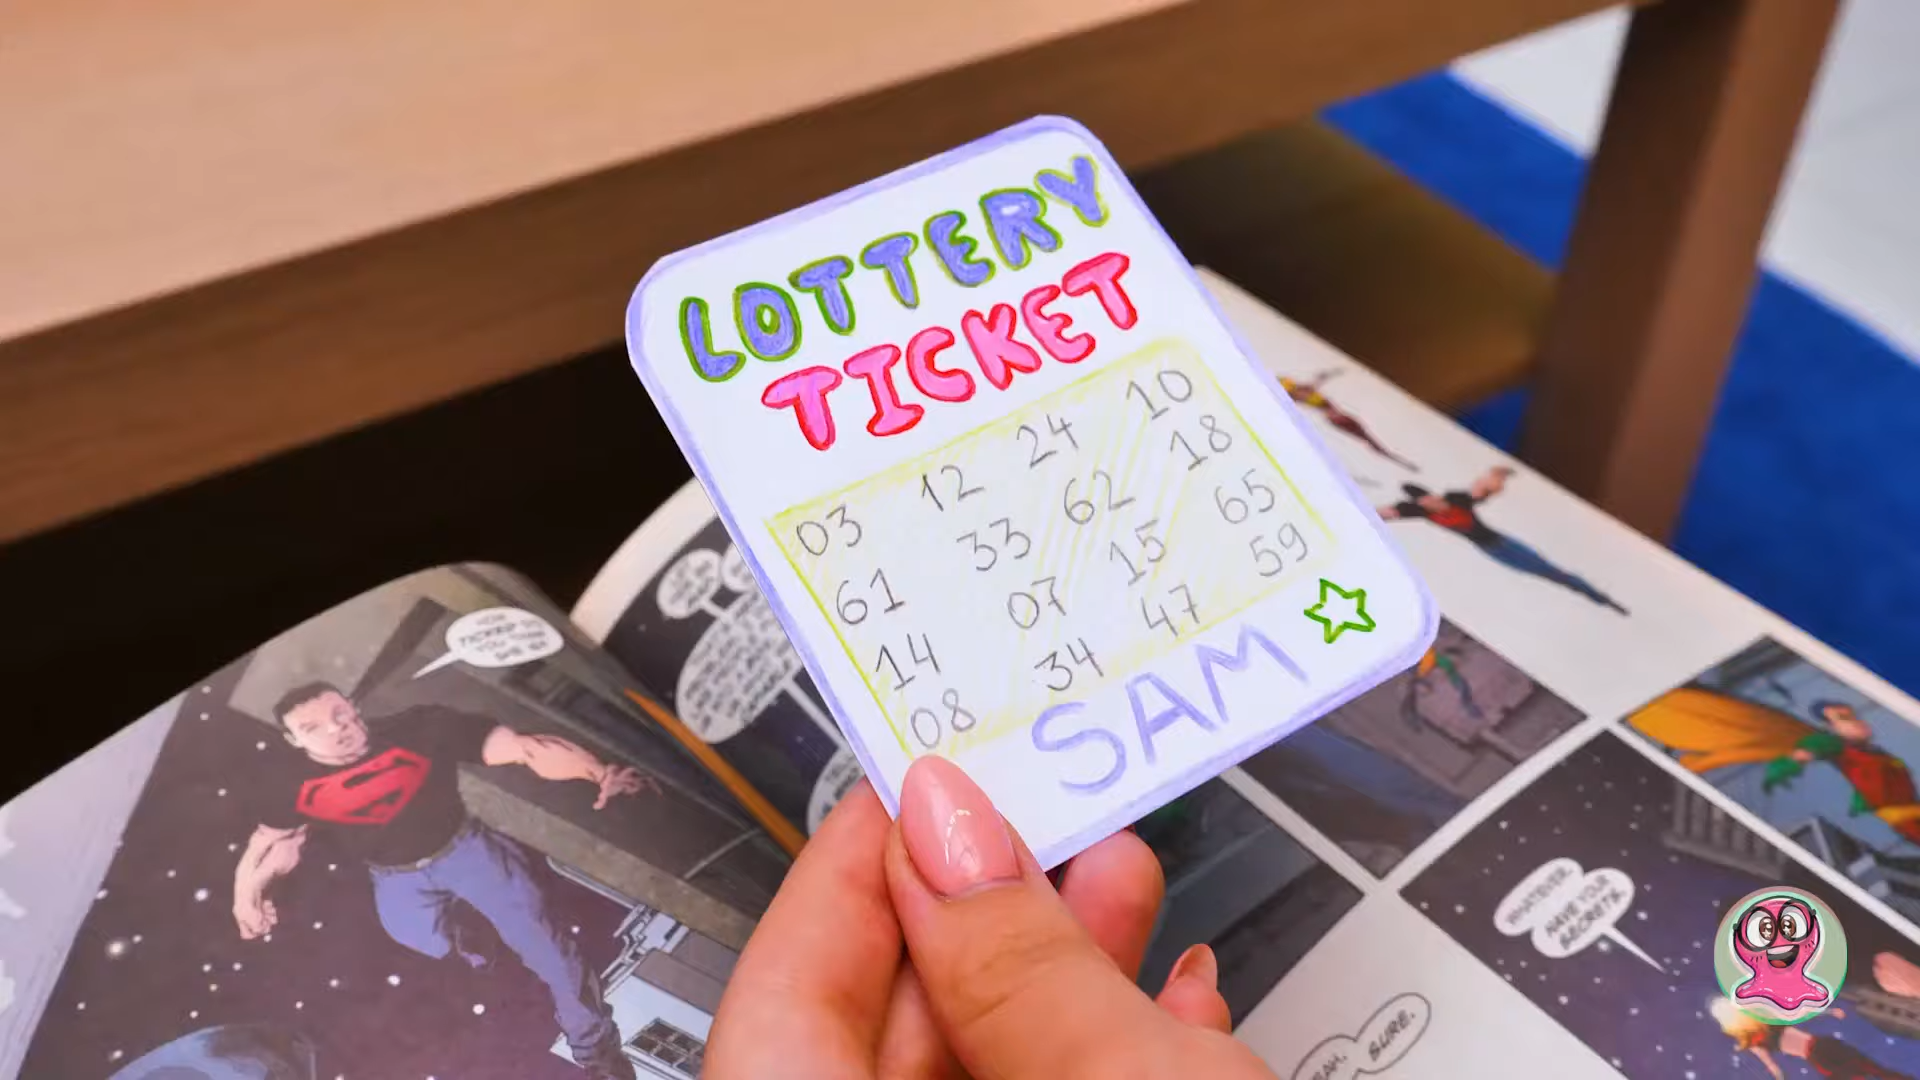 LOTTERY
TICKET
03 12 24 10
61 33 62 18
14 07 15 65
08 34 47 59
SAM
WHATEVER.
HAVE YOUR
SECRETS.
SURE.